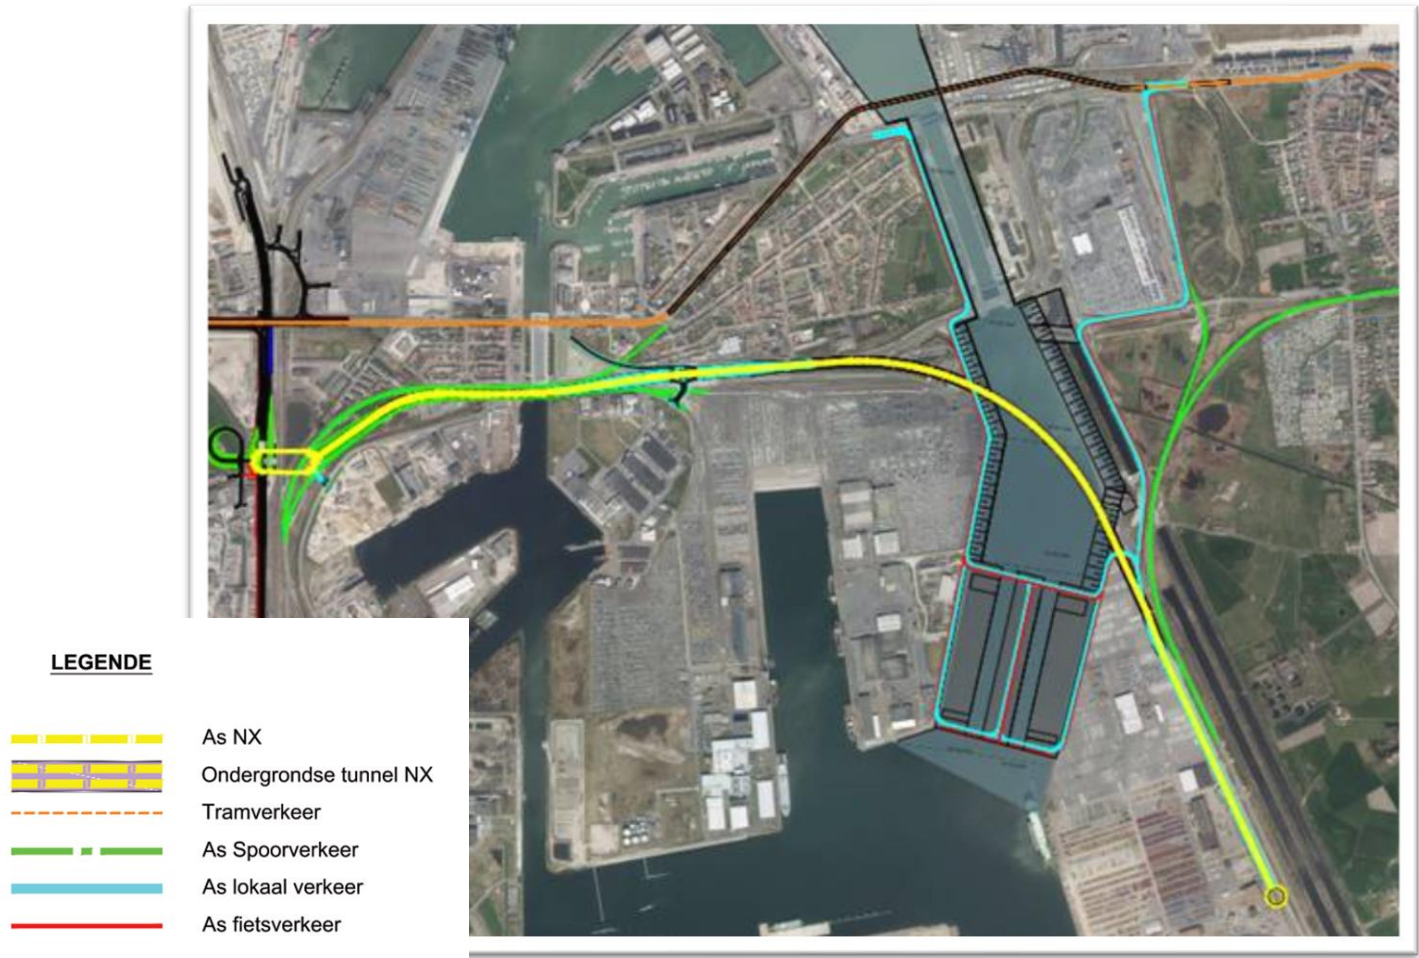 LEGENDE
As NX
Ondergrondse tunnel NX
Tramverkeer
As Spoorverkeer
As lokaal verkeer
As fietsverkeer